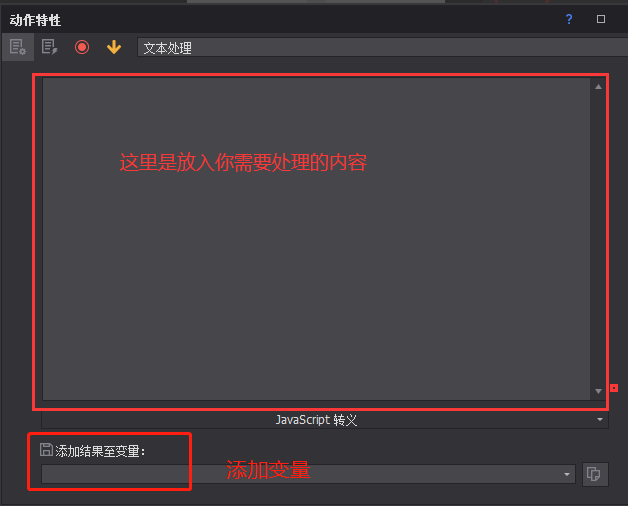 动作特性
?
文本处理
这里是放入你需要处理的内容
JavaScript 转义
添加结果至变量：
添加变量